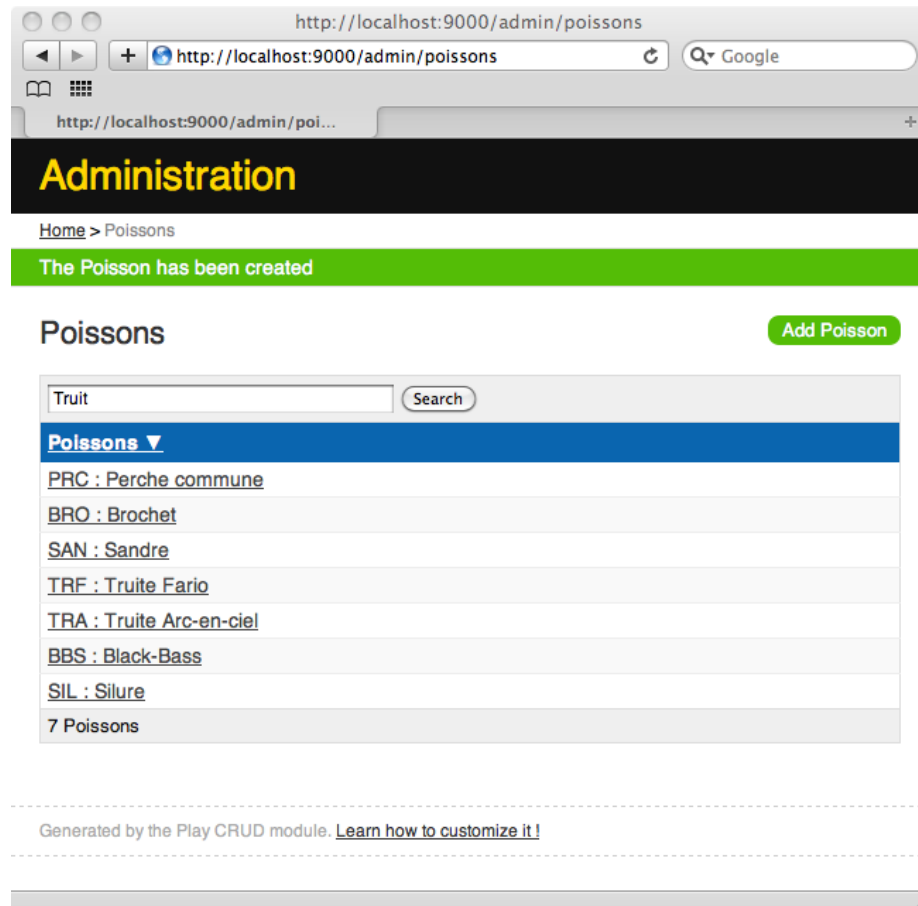 http://localhost:9000/admin/poissons
http://localhost:9000/admin/poissons Google
http://localhost:9000/admin/poi...
Administration
Home > Poissons
The Poisson has been created
Poissons Add Poisson
Truit Search
Poissons ▼
PRC : Perche commune
BRO : Brochet
SAN : Sandre
TRF : Truite Fario
TRA : Truite Arc-en-ciel
BBS : Black-Bass
SIL : Silure
7 Poissons
Generated by the Play CRUD module. Learn how to customize it !